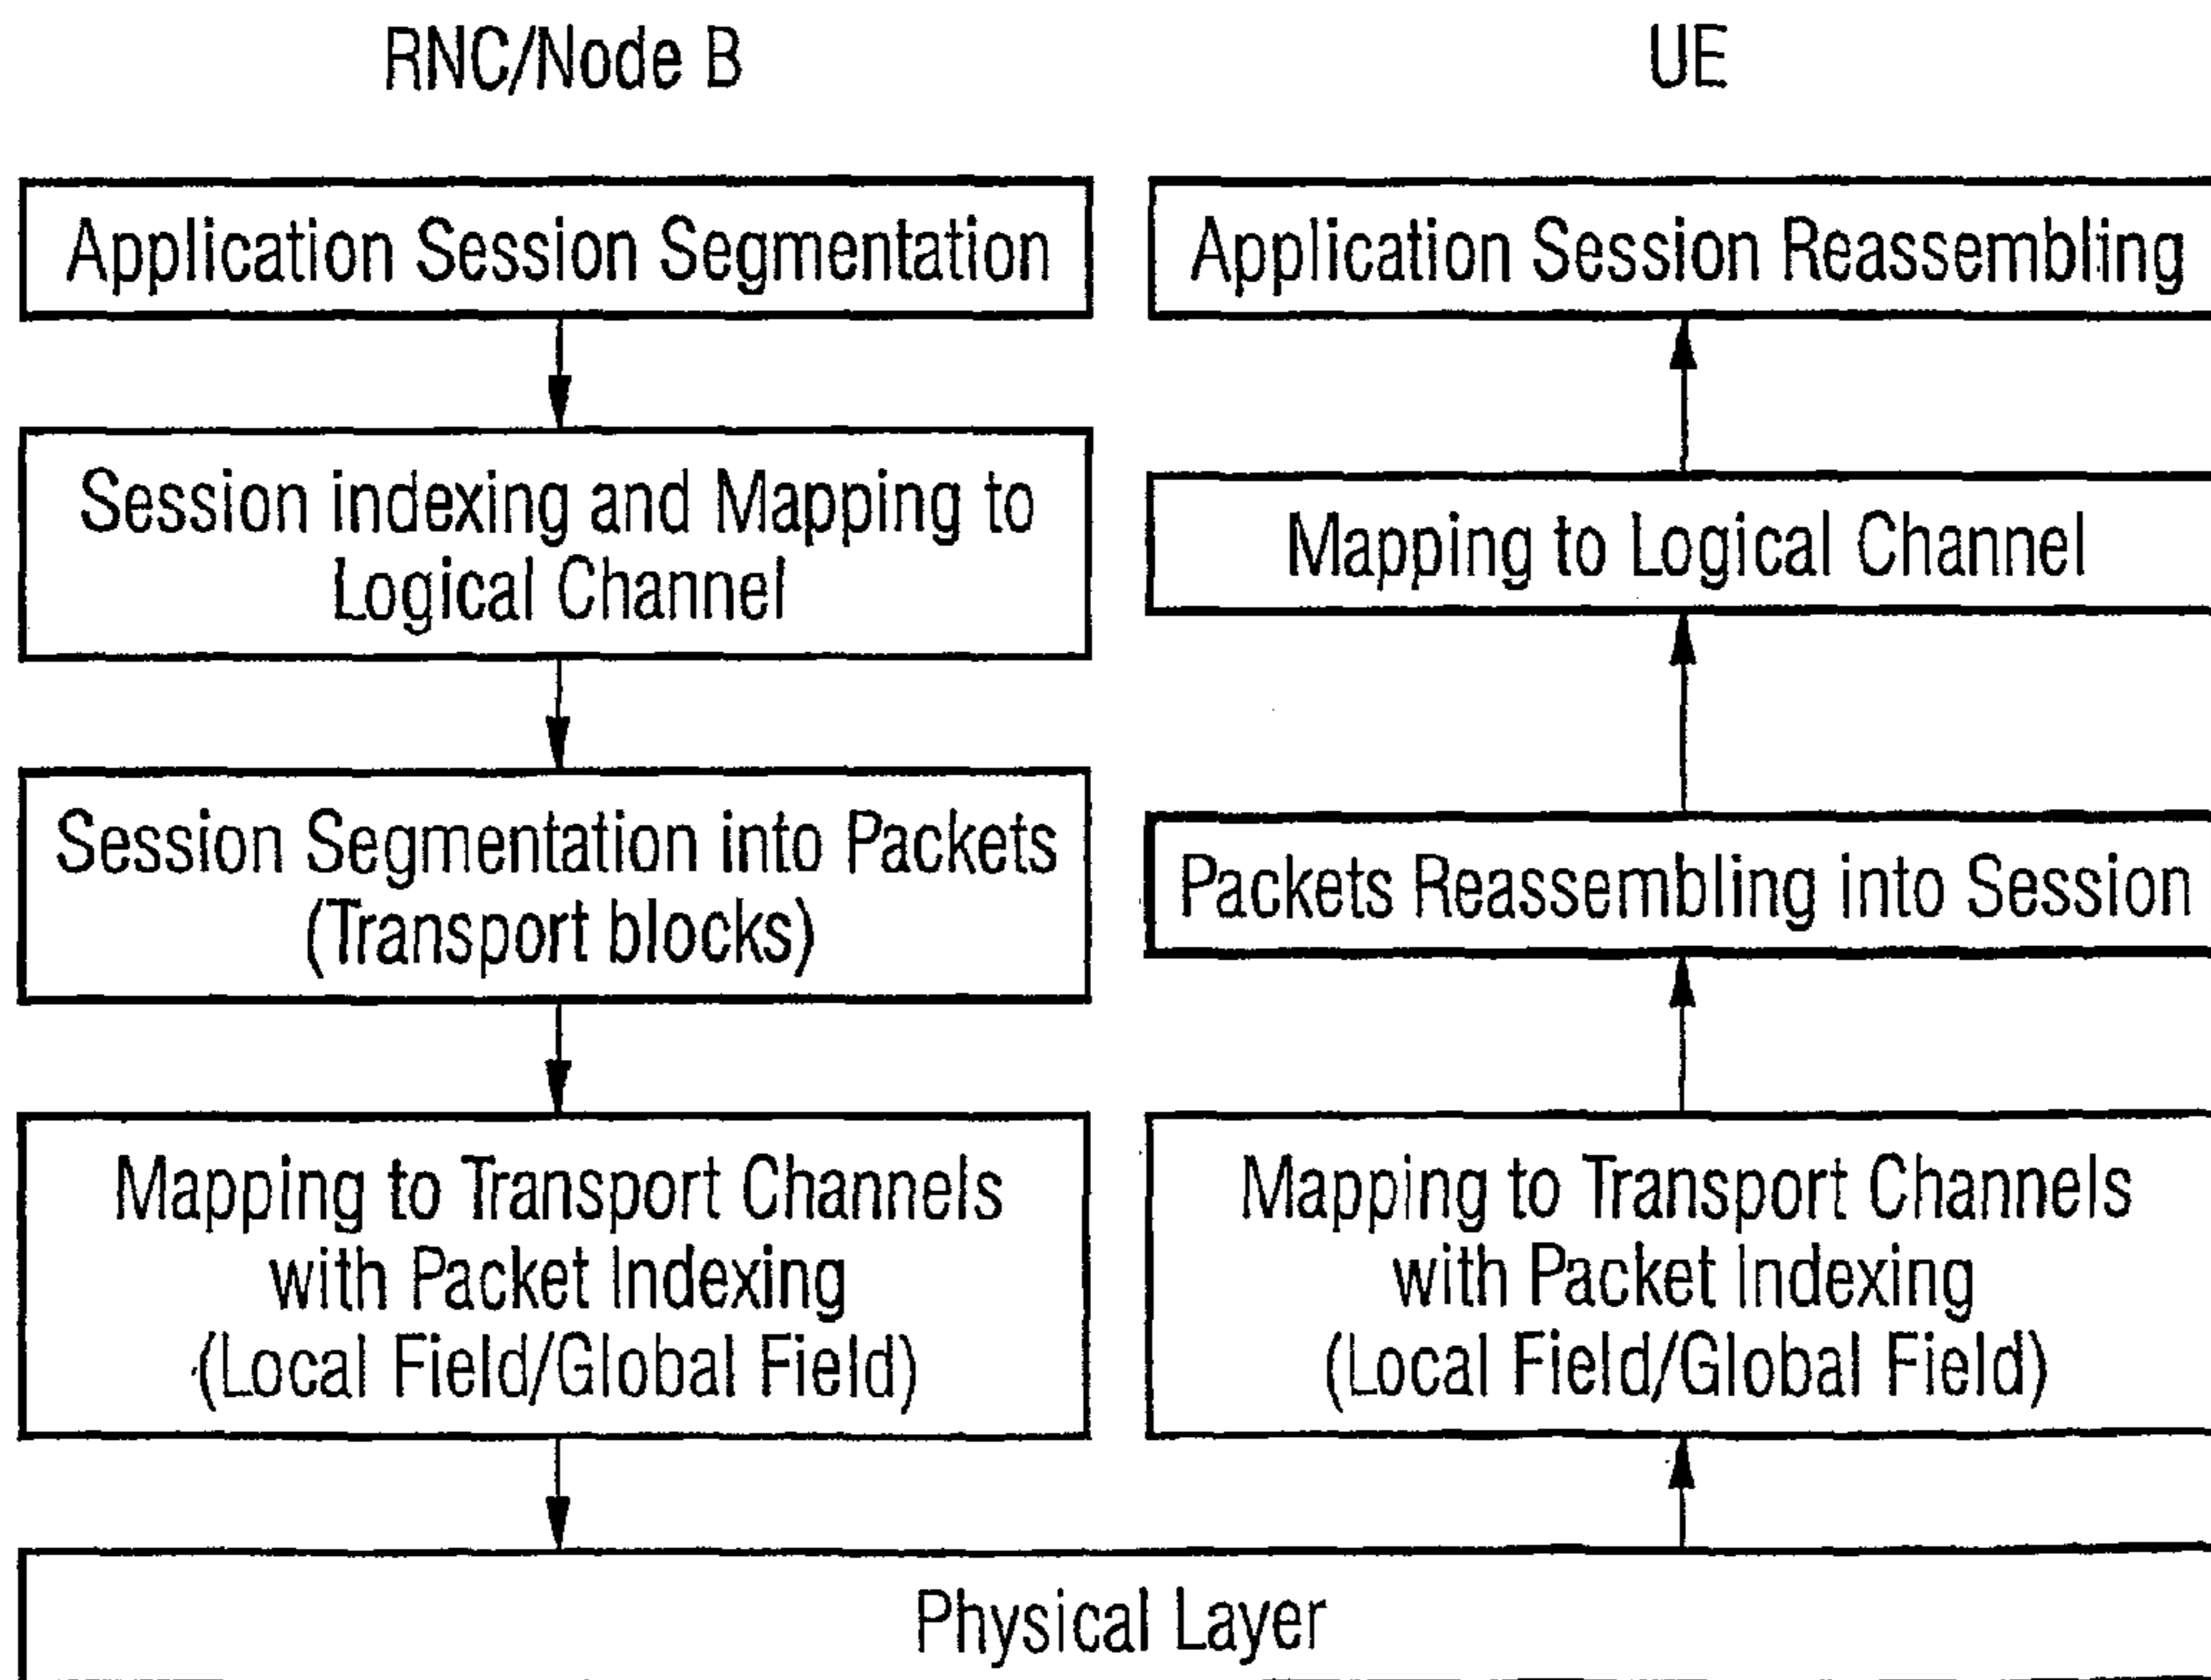 RNC/Node B
UE
Application Session Segmentation
Application Session Reassembling
Session indexing and Mapping to
Logical Channel
Mapping to Logical Channel
Session Segmentation into Packets
(Transport blocks)
Packets Reassembling into Session
Mapping to Transport Channels
with Packet Indexing
(Local Field/Global Field)
Mapping to Transport Channels
with Packet Indexing
(Local Field/Global Field)
Physical Layer